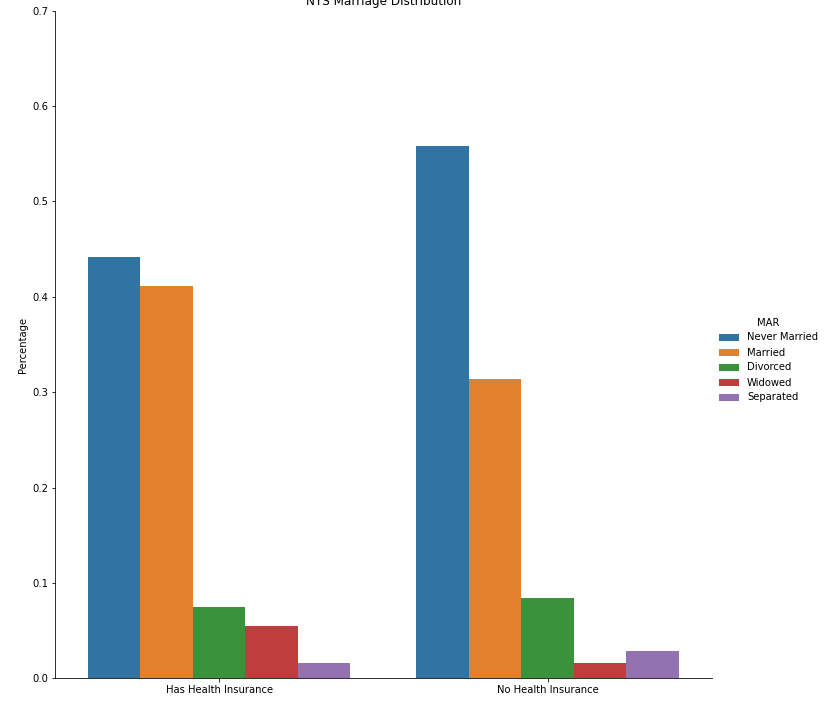 NYS Marriage Distribution
0.7
0.6
0.5
0.4
0.3
0.2
0.1
0.0
Percentage
Has Health Insurance
No Health Insurance
MAR
Never Married
Married
Divorced
Widowed
Separated